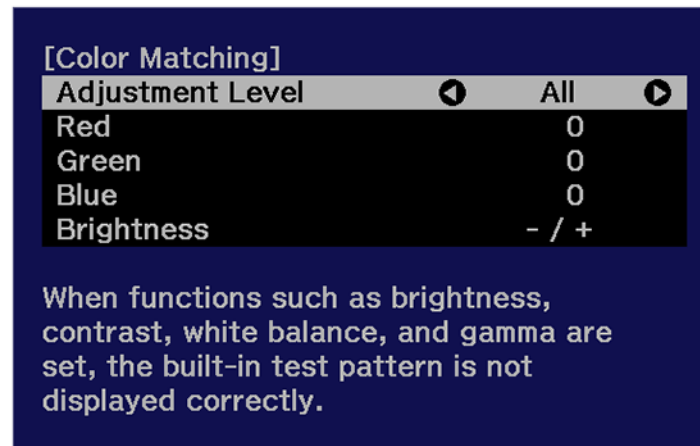 [Color Matching]
Adjustment Level All
Red 0
Green 0
Blue 0
Brightness - / +
When functions such as brightness,
contrast, white balance, and gamma are
set, the built-in test pattern is not
displayed correctly.